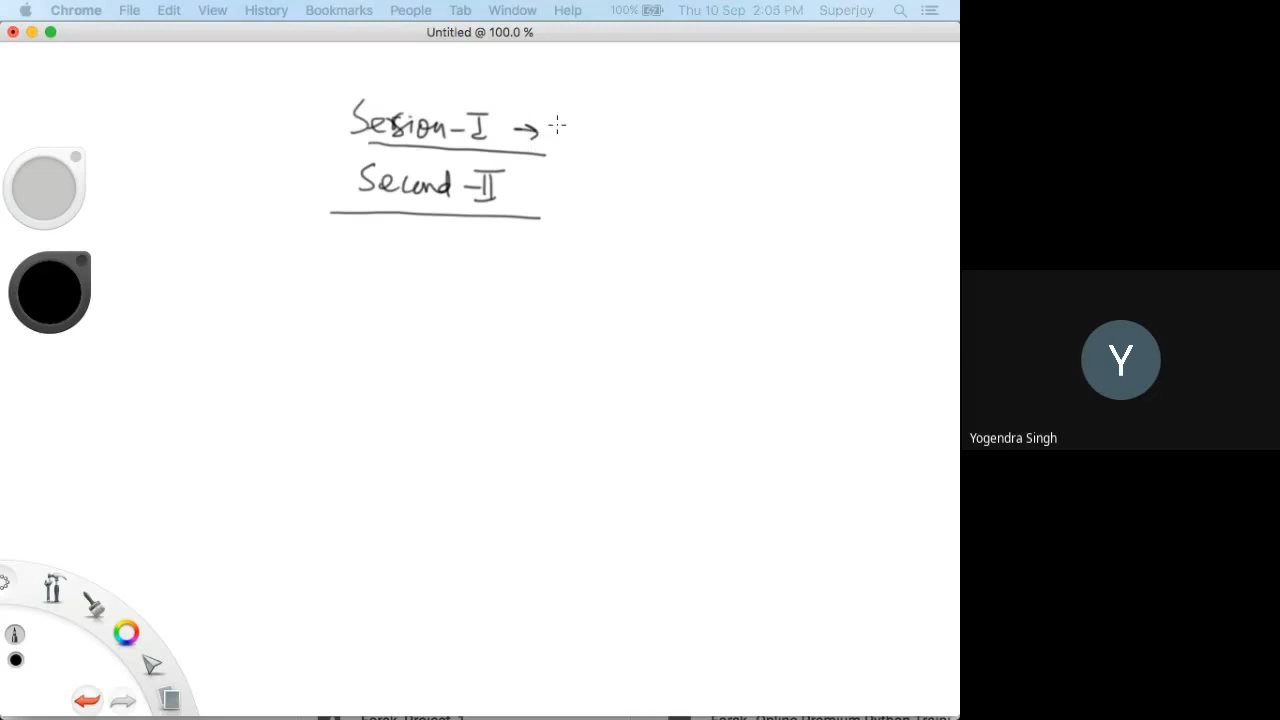 Chrome File Edit View History Bookmarks People Tab Window Help 100% Thu 10 Sep 2:05 PM Superjoy
Untitled @ 100.0 %
Session-I →
Second-II
Y
Yogendra Singh